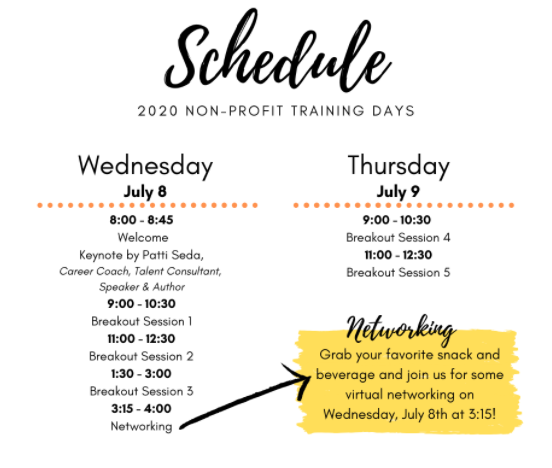 Schedule
2020 NON-PROFIT TRAINING DAYS
Wednesday
July 8
8:00 - 8:45
Welcome
Keynote by Patti Seda,
Career Coach, Talent Consultant,
Speaker & Author
9:00 - 10:30
Breakout Session 1
11:00 - 12:30
Breakout Session 2
1:30 - 3:00
Breakout Session 3
3:15 - 4:00
Networking
Thursday
July 9
9:00 - 10:30
Breakout Session 4
11:00 - 12:30
Breakout Session 5
Networking
Grab your favorite snack and
beverage and join us for some
virtual networking on
Wednesday, July 8th at 3:15!